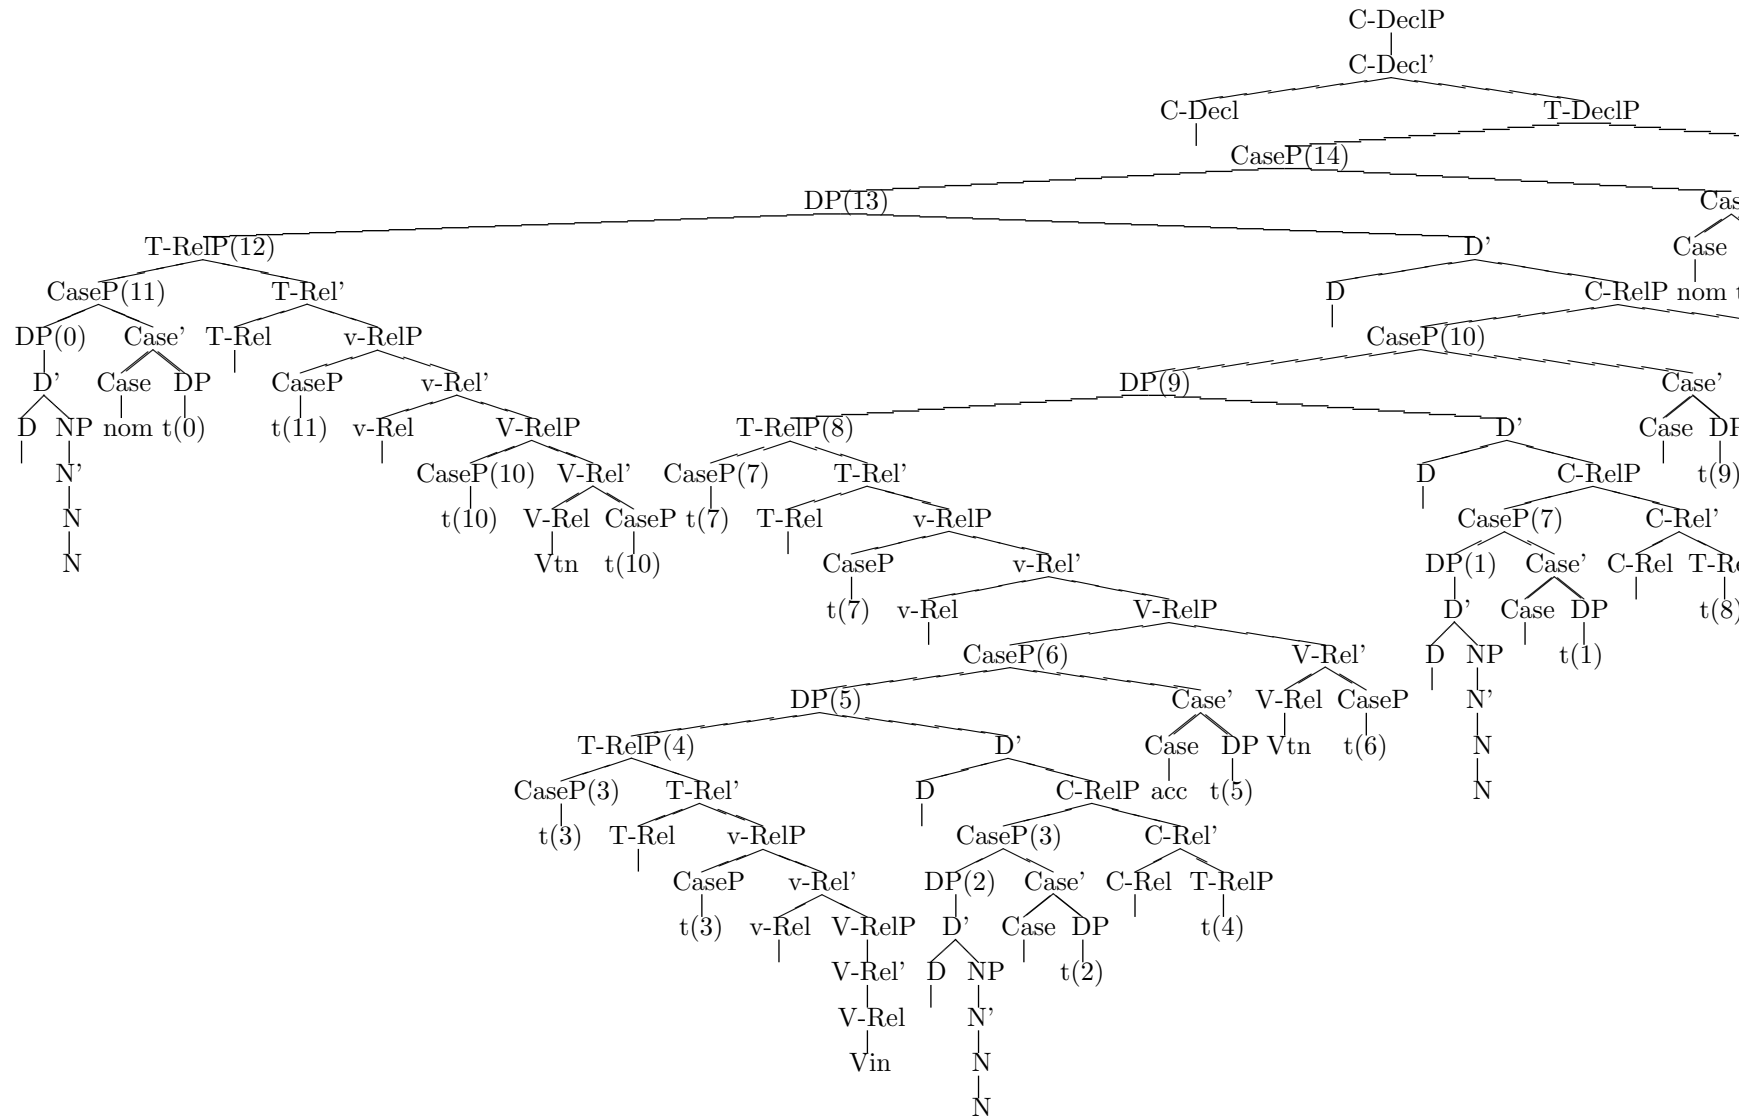 C-DeclP
C-Decl'
C-Decl T-DeclP
CaseP(14)
DP(13) Cas
T-RelP(12) D' Case
CaseP(11) T-Rel' D C-RelP nom t
DP(0) Case' T-Rel v-RelP CaseP(10)
D' Case DP CaseP v-Rel' DP(9) Case'
D NP nom t(0) t(11) v-Rel V-RelP T-RelP(8) D' Case DP
N' CaseP(10) V-Rel' CaseP(7) T-Rel' D C-RelP t(9)
N t(10) V-Rel CaseP t(7) T-Rel v-RelP CaseP(7) C-Rel'
N Vtn t(10) CaseP v-Rel' DP(1) Case' C-Rel T-Re
t(7) v-Rel V-RelP D' Case DP t(8)
CaseP(6) V-Rel' D NP t(1)
DP(5) Case' V-Rel CaseP N'
T-RelP(4) D' Case DP Vtn t(6) N
CaseP(3) T-Rel' D C-RelP acc t(5) N
t(3) T-Rel v-RelP CaseP(3) C-Rel'
CaseP v-Rel' DP(2) Case' C-Rel T-RelP
t(3) v-Rel V-RelP D' Case DP t(4)
V-Rel' D NP t(2)
V-Rel N'
Vin N
N